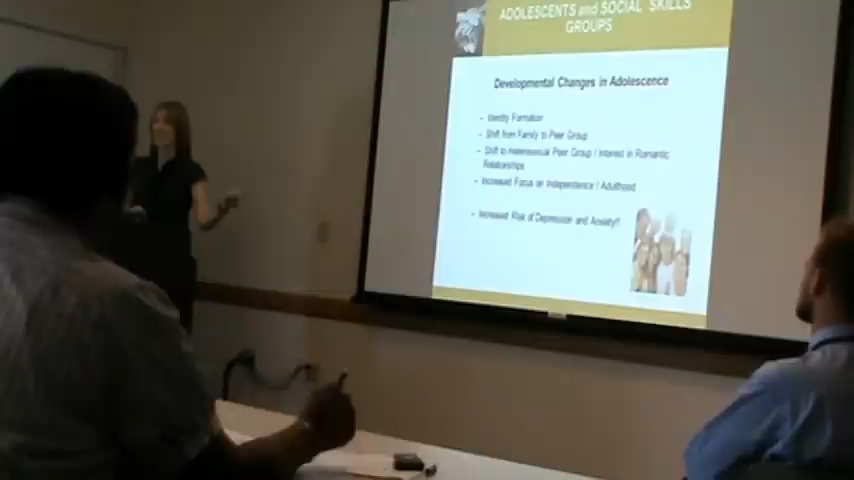 ADOLESCENTS and SOCIAL SKILLS
GROUPS
Developmental Changes in Adolescence
- Identity Formation
- Shift from Family to Peer Group
- Shift to Heterosexual Peer Group / Interest in Romantic
Relationships
- Increased Focus on Independence / Adulthood
- Increased Risk of Depression and Anxiety!!